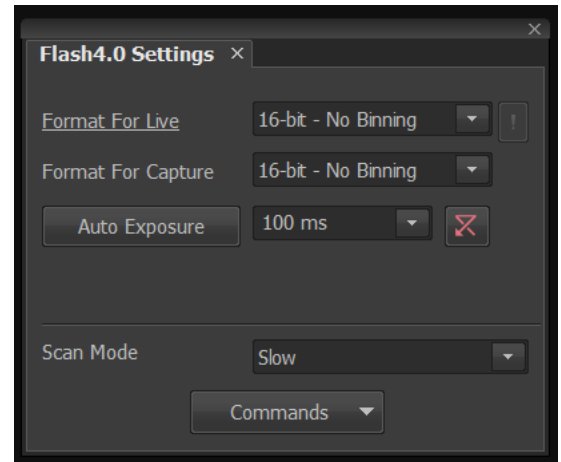 Flash4.0 Settings ×
Format For Live 16-bit - No Binning !
Format For Capture 16-bit - No Binning
Auto Exposure 100 ms
Scan Mode Slow
Commands